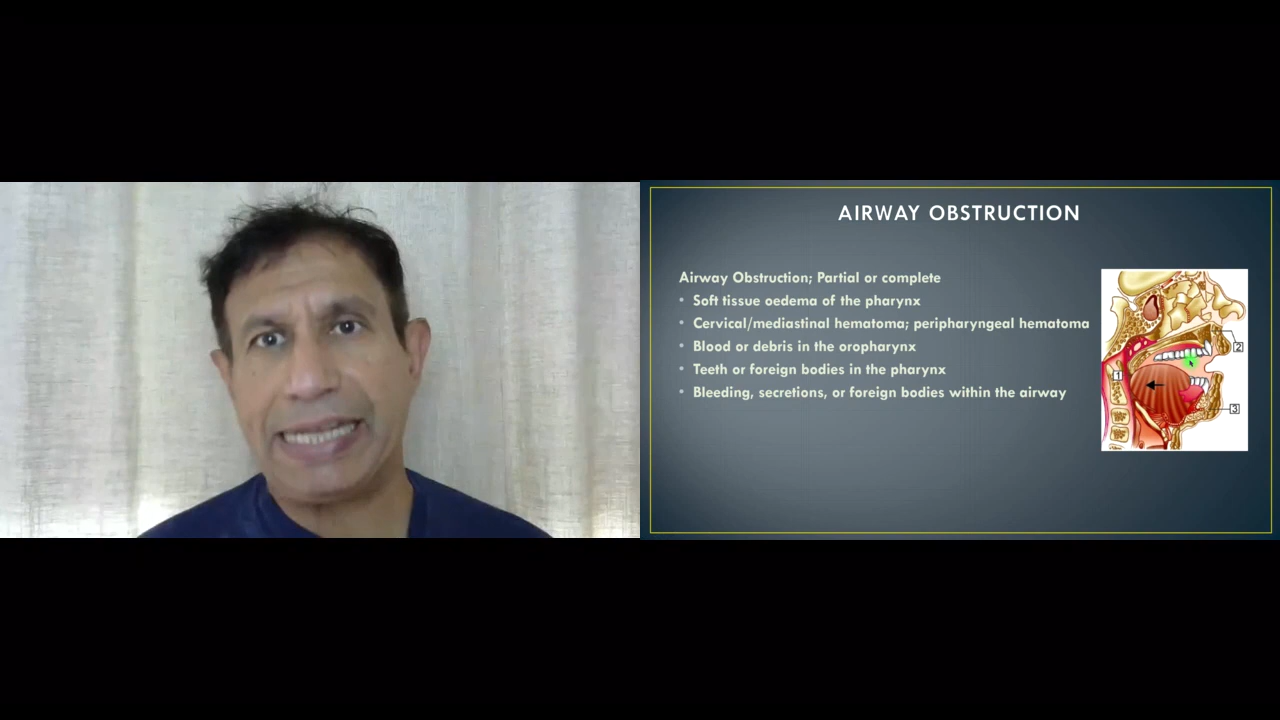 AIRWAY OBSTRUCTION
Airway Obstruction; Partial or complete
• Soft tissue oedema of the pharynx
• Cervical/mediastinal hematoma; peripharyngeal hematoma
• Blood or debris in the oropharynx
• Teeth or foreign bodies in the pharynx
• Bleeding, secretions, or foreign bodies within the airway
2
1
3